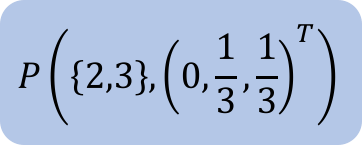 P({2,3}, (0, 1/3, 1/3)^T)